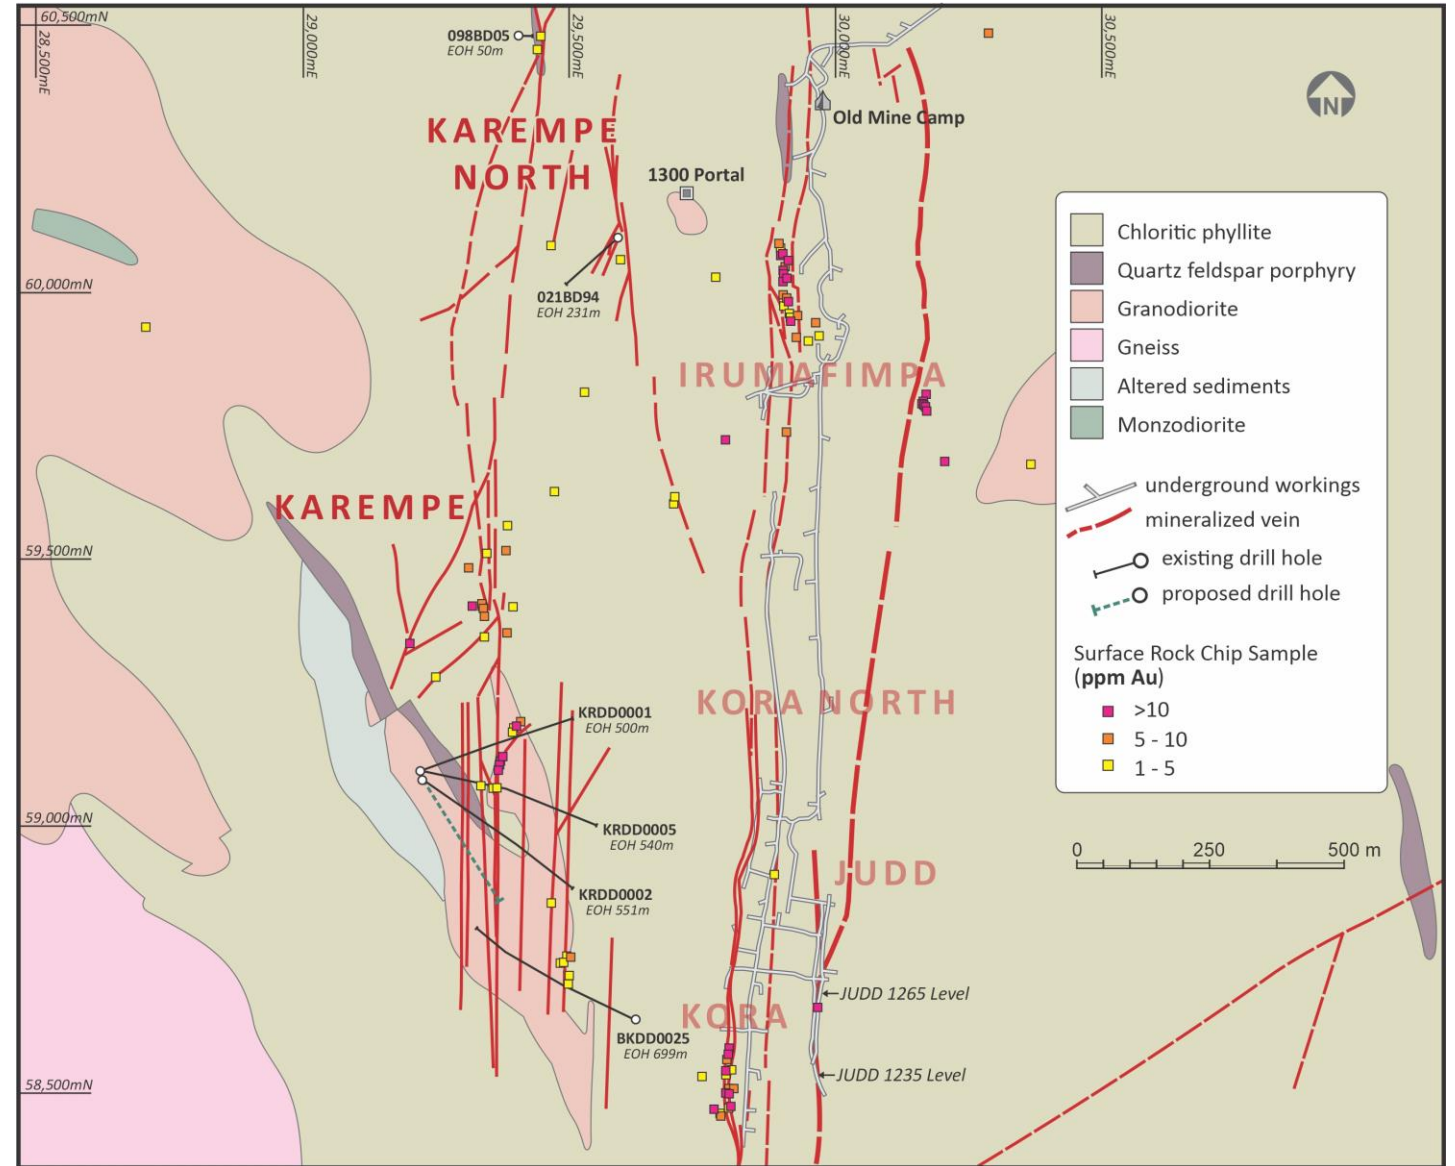 60,500mN
28,500mE
29,000mE
29,500mE
30,000mE
30,500mE
098BD05
EOH 50m
N
Old Mine Camp
KAREMPE
NORTH
1300 Portal
021BD94
EOH 231m
60,000mN
IRUMAFIMPA
KAREMPE
59,500mN
KORA NORTH
KRDD0001
EOH 500m
59,000mN
KRDD0005
EOH 540m
JUDD
KRDD0002
EOH 551m
JUDD 1265 Level
KORA
BKDD0025
EOH 699m
JUDD 1235 Level
58,500mN
Chloritic phyllite
Quartz feldspar porphyry
Granodiorite
Gneiss
Altered sediments
Monzodiorite
underground workings
mineralized vein
existing drill hole
proposed drill hole
Surface Rock Chip Sample
(ppm Au)
>10
5 - 10
1 - 5
0 250 500 m